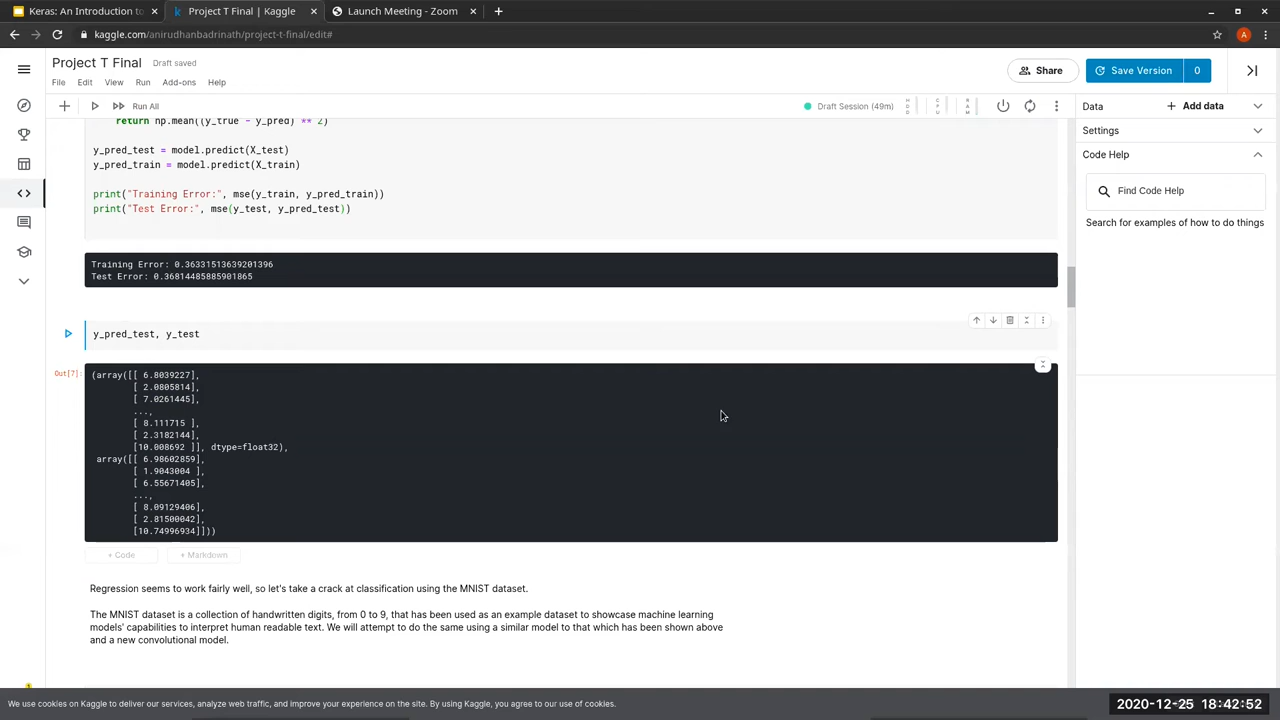 Keras: An Introduction to
Project T Final | Kaggle
Launch Meeting - Zoom
kaggle.com/anirudhanbadrinath/project-t-final/edit#
A
Project T Final
Draft saved
Share
Save Version
0
File
Edit
View
Run
Add-ons
Help
Run All
Draft Session (49m)
Data
Add data
Settings
Code Help
Find Code Help
Search for examples of how to do things
return np.mean((y_true - y_pred) ** 2)
y_pred_test = model.predict(X_test)
y_pred_train = model.predict(X_train)
print("Training Error:", mse(y_train, y_pred_train))
print("Test Error:", mse(y_test, y_pred_test))
Training Error: 0.36331513639201396
Test Error: 0.36814485885901865
y_pred_test, y_test
Out[7]:
(array([[ 6.8039227],
[ 2.0805814],
[ 7.0261445],
...,
[ 8.111715 ],
[ 2.3182144],
[10.008692 ]], dtype=float32),
array([[ 6.98602859],
[ 1.9043004 ],
[ 6.55671405],
...,
[ 8.09129406],
[ 2.81500042],
[10.74996934]]))
+ Code
+ Markdown
Regression seems to work fairly well, so let's take a crack at classification using the MNIST dataset.
The MNIST dataset is a collection of handwritten digits, from 0 to 9, that has been used as an example dataset to showcase machine learning
models' capabilities to interpret human readable text. We will attempt to do the same using a similar model to that which has been shown above
and a new convolutional model.
We use cookies on Kaggle to deliver our services, analyze web traffic, and improve your experience on the site. By using Kaggle, you agree to our use of cookies.
2020-12-25 18:42:52